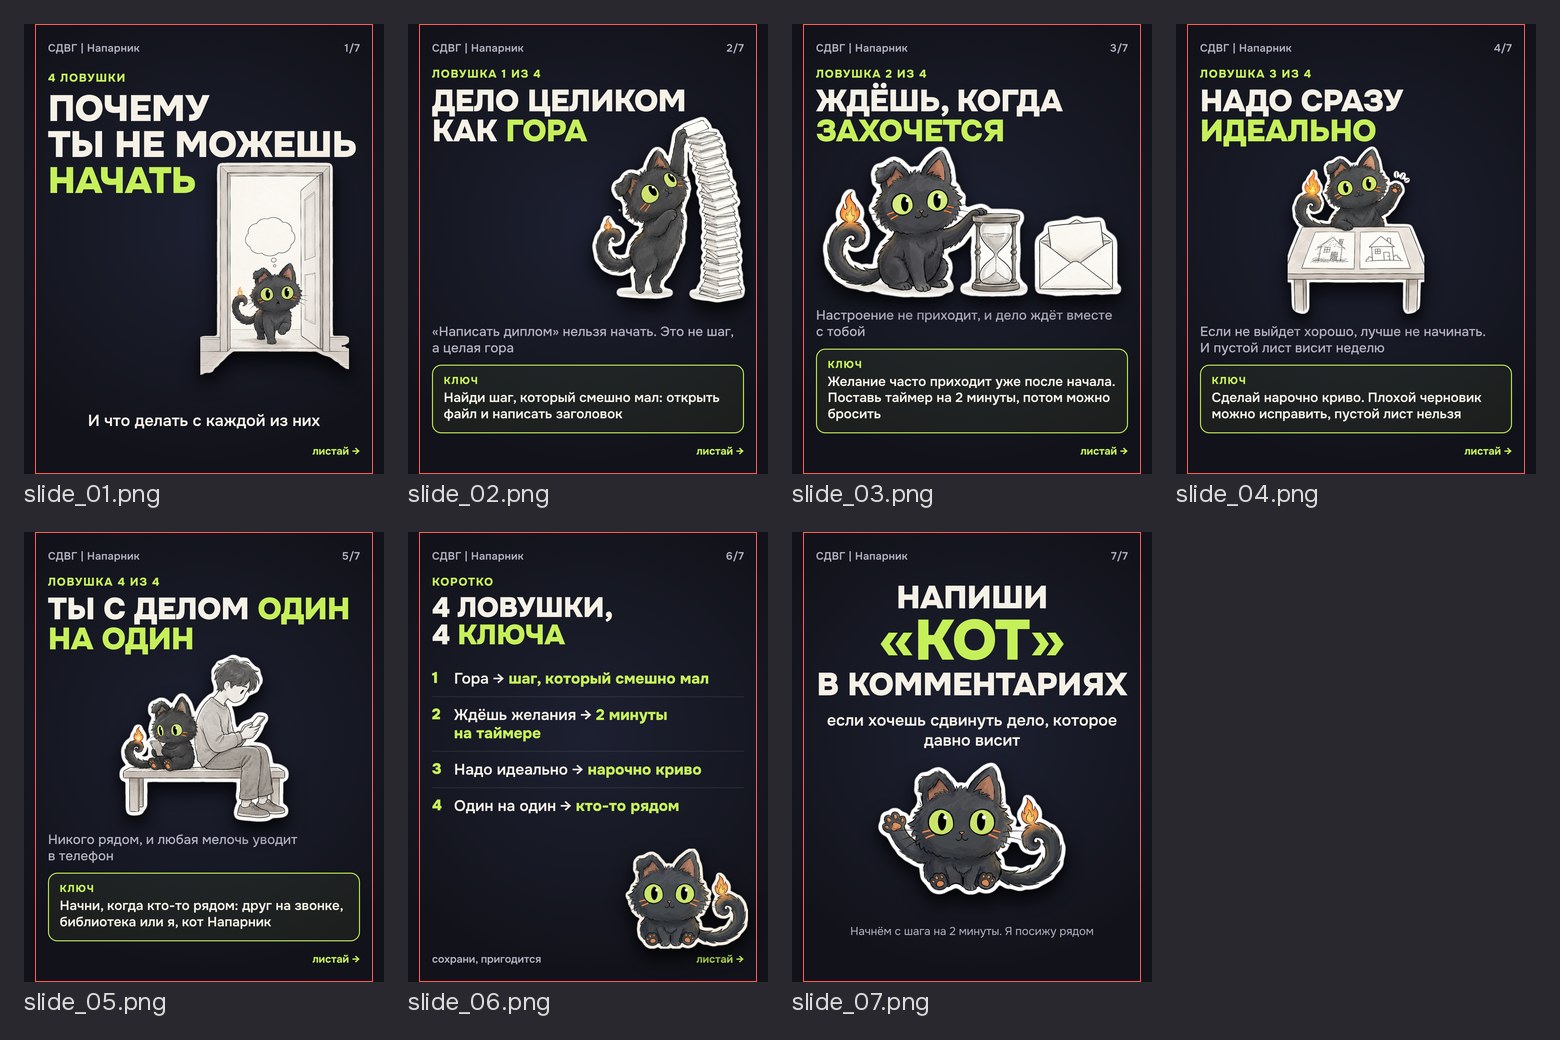 СДВГ | Напарник
1/7
4 ЛОВУШКИ
ПОЧЕМУ
ТЫ НЕ МОЖЕШЬ
НАЧАТЬ
И что делать с каждой из них
листай →
slide_01.png
СДВГ | Напарник
2/7
ЛОВУШКА 1 ИЗ 4
ДЕЛО ЦЕЛИКОМ
КАК ГОРА
«Написать диплом» нельзя начать. Это не шаг,
а целая гора
КЛЮЧ
Найди шаг, который смешно мал: открыть
файл и написать заголовок
листай →
slide_02.png
СДВГ | Напарник
3/7
ЛОВУШКА 2 ИЗ 4
ЖДЁШЬ, КОГДА
ЗАХОЧЕТСЯ
Настроение не приходит, и дело ждёт вместе
с тобой
КЛЮЧ
Желание часто приходит уже после начала.
Поставь таймер на 2 минуты, потом можно
бросить
листай →
slide_03.png
СДВГ | Напарник
4/7
ЛОВУШКА 3 ИЗ 4
НАДО СРАЗУ
ИДЕАЛЬНО
Если не выйдет хорошо, лучше не начинать.
И пустой лист висит неделю
КЛЮЧ
Сделай нарочно криво. Плохой черновик
можно исправить, пустой лист нельзя
листай →
slide_04.png
СДВГ | Напарник
5/7
ЛОВУШКА 4 ИЗ 4
ТЫ С ДЕЛОМ ОДИН
НА ОДИН
Никого рядом, и любая мелочь уводит
в телефон
КЛЮЧ
Начни, когда кто-то рядом: друг на звонке,
библиотека или я, кот Напарник
листай →
slide_05.png
СДВГ | Напарник
6/7
КОРОТКО
4 ЛОВУШКИ,
4 КЛЮЧА
1 Гора → шаг, который смешно мал
2 Ждёшь желания → 2 минуты
на таймере
3 Надо идеально → нарочно криво
4 Один на один → кто-то рядом
сохрани, пригодится
листай →
slide_06.png
СДВГ | Напарник
7/7
НАПИШИ
«КОТ»
В КОММЕНТАРИЯХ
если хочешь сдвинуть дело, которое
давно висит
Начнём с шага на 2 минуты. Я посижу рядом
slide_07.png